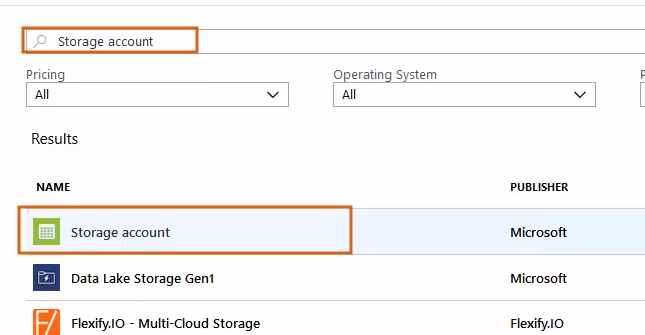 Storage account
Pricing Operating System P
All All
Results
NAME PUBLISHER
Storage account Microsoft
Data Lake Storage Gen1 Microsoft
Flexify.IO - Multi-Cloud Storage Flexify.IO